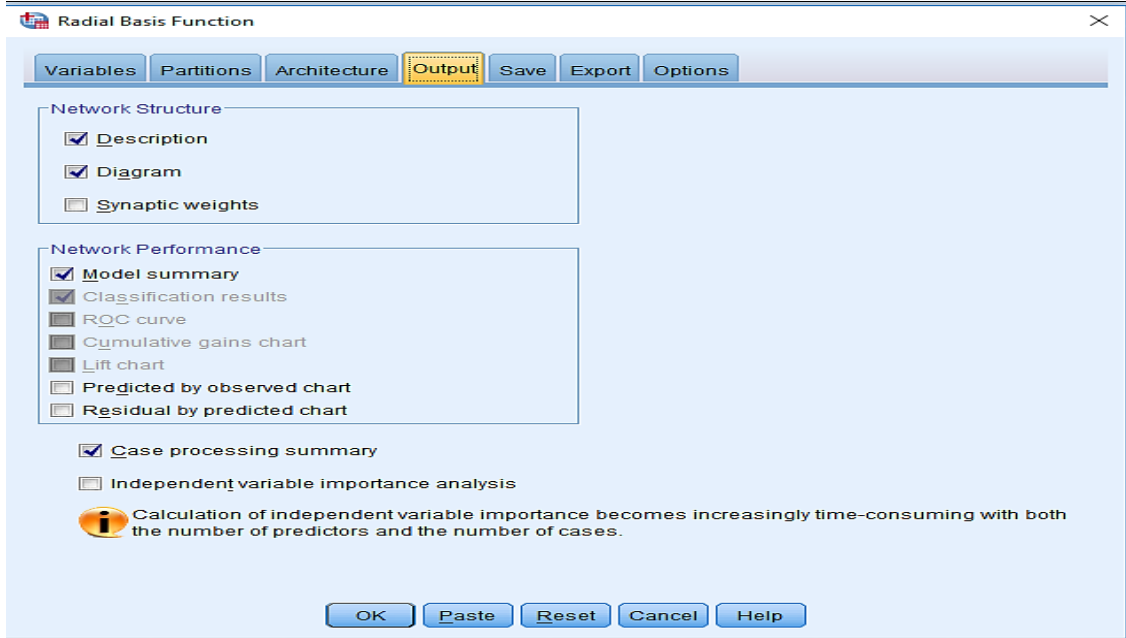 Radial Basis Function
Variables Partitions Architecture Output Save Export Options
Network Structure
Description
Diagram
Synaptic weights
Network Performance
Model summary
Classification results
ROC curve
Cumulative gains chart
Lift chart
Predicted by observed chart
Residual by predicted chart
Case processing summary
Independent variable importance analysis
Calculation of independent variable importance becomes increasingly time-consuming with both
the number of predictors and the number of cases.
OK Paste Reset Cancel Help